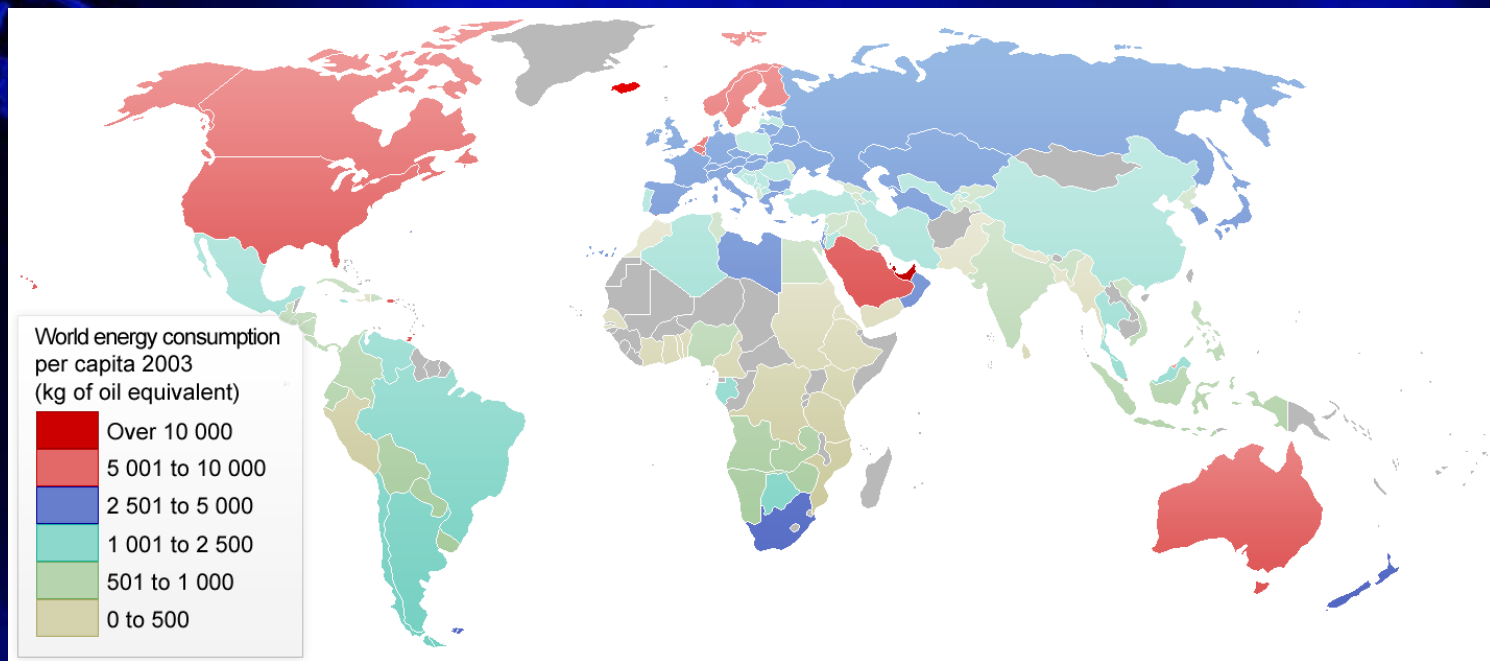 World energy consumption
per capita 2003
(kg of oil equivalent)
Over 10 000
5 001 to 10 000
2 501 to 5 000
1 001 to 2 500
501 to 1 000
0 to 500